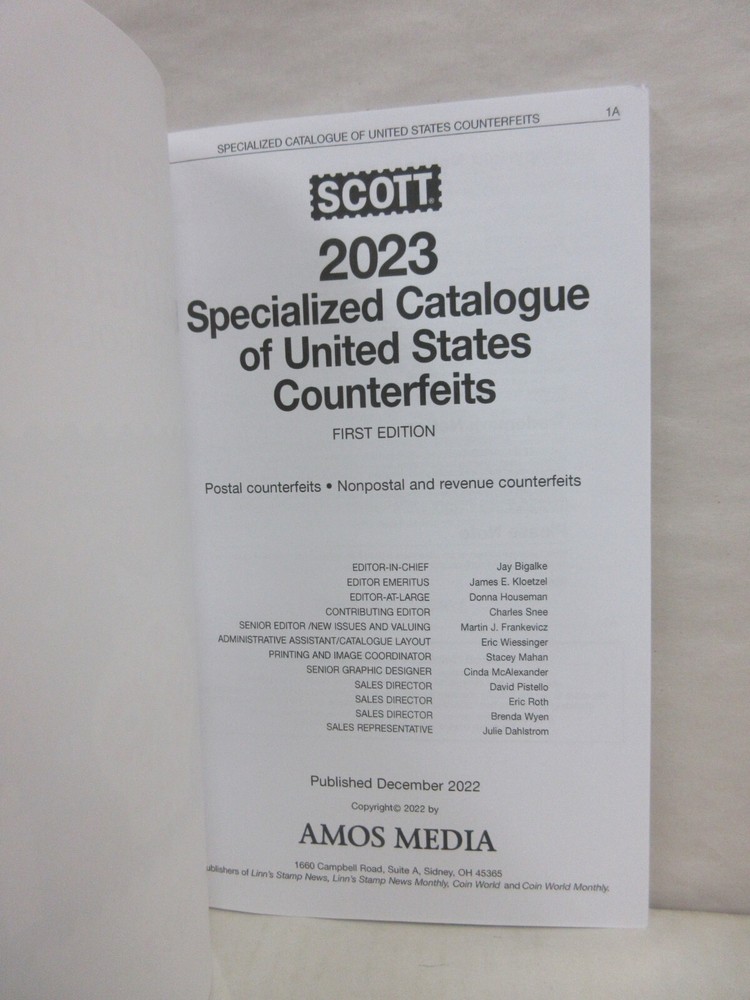 SPECIALIZED CATALOGUE OF UNITED STATES COUNTERFEITS 1A
SCOTT®
2023
Specialized Catalogue
of United States
Counterfeits
FIRST EDITION
Postal counterfeits • Nonpostal and revenue counterfeits
EDITOR-IN-CHIEF Jay Bigalke
EDITOR EMERITUS James E. Kloetzel
EDITOR-AT-LARGE Donna Houseman
CONTRIBUTING EDITOR Charles Snee
SENIOR EDITOR /NEW ISSUES AND VALUING Martin J. Frankevicz
ADMINISTRATIVE ASSISTANT/CATALOGUE LAYOUT Eric Wiessinger
PRINTING AND IMAGE COORDINATOR Stacey Mahan
SENIOR GRAPHIC DESIGNER Cinda McAlexander
SALES DIRECTOR David Pistello
SALES DIRECTOR Eric Roth
SALES DIRECTOR Brenda Wyen
SALES REPRESENTATIVE Julie Dahlstrom
Published December 2022
Copyright© 2022 by
AMOS MEDIA
1660 Campbell Road, Suite A, Sidney, OH 45365
ublishers of Linn's Stamp News, Linn's Stamp News Monthly, Coin World and Coin World Monthly.